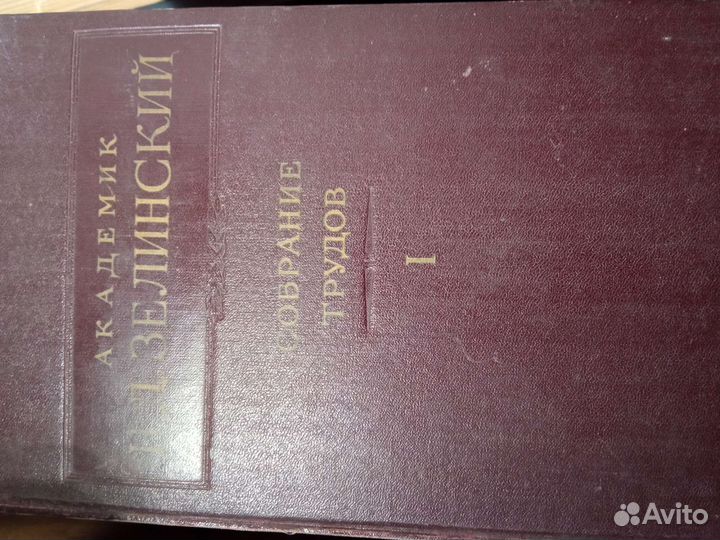 АКАДЕМИК
Н.Д. ЗЕЛИНСКИЙ
СОБРАНИЕ
ТРУДОВ
I
Avito